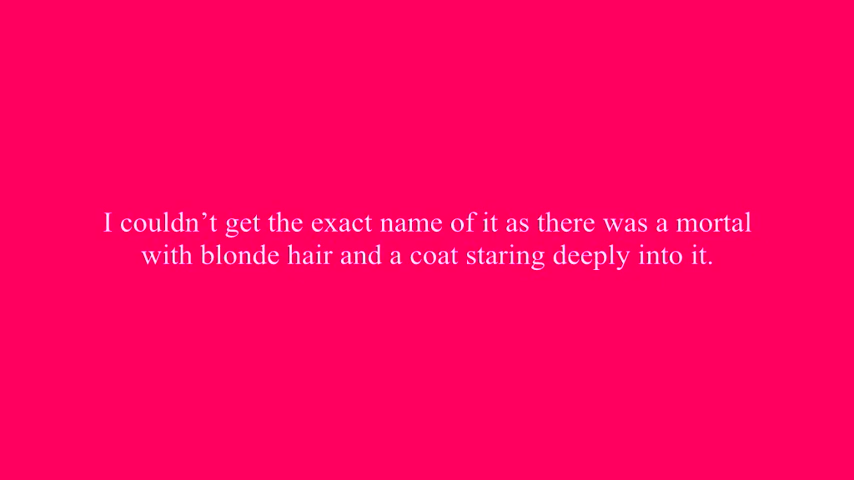 I couldn’t get the exact name of it as there was a mortal
with blonde hair and a coat staring deeply into it.